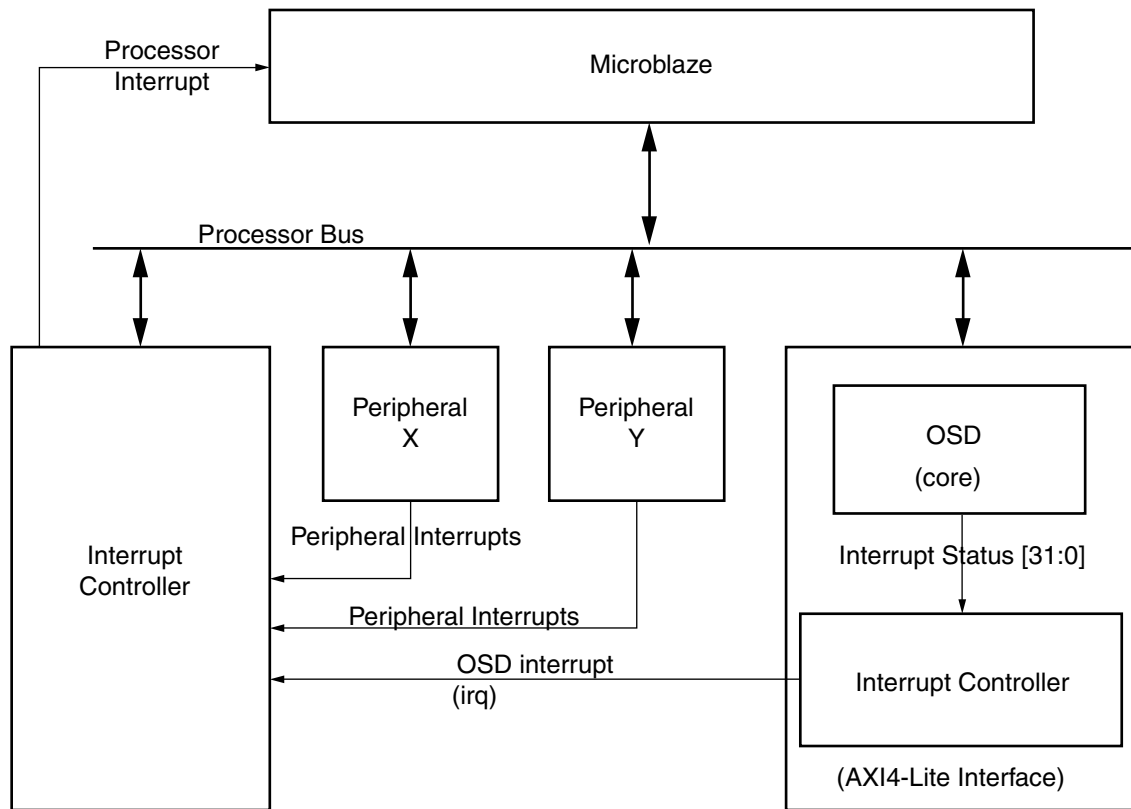 Processor
Interrupt
Microblaze
Processor Bus
Peripheral
X
Peripheral
Y
OSD
(core)
Peripheral Interrupts
Interrupt Status [31:0]
Interrupt
Controller
Peripheral Interrupts
OSD interrupt
(irq)
Interrupt Controller
(AXI4-Lite Interface)